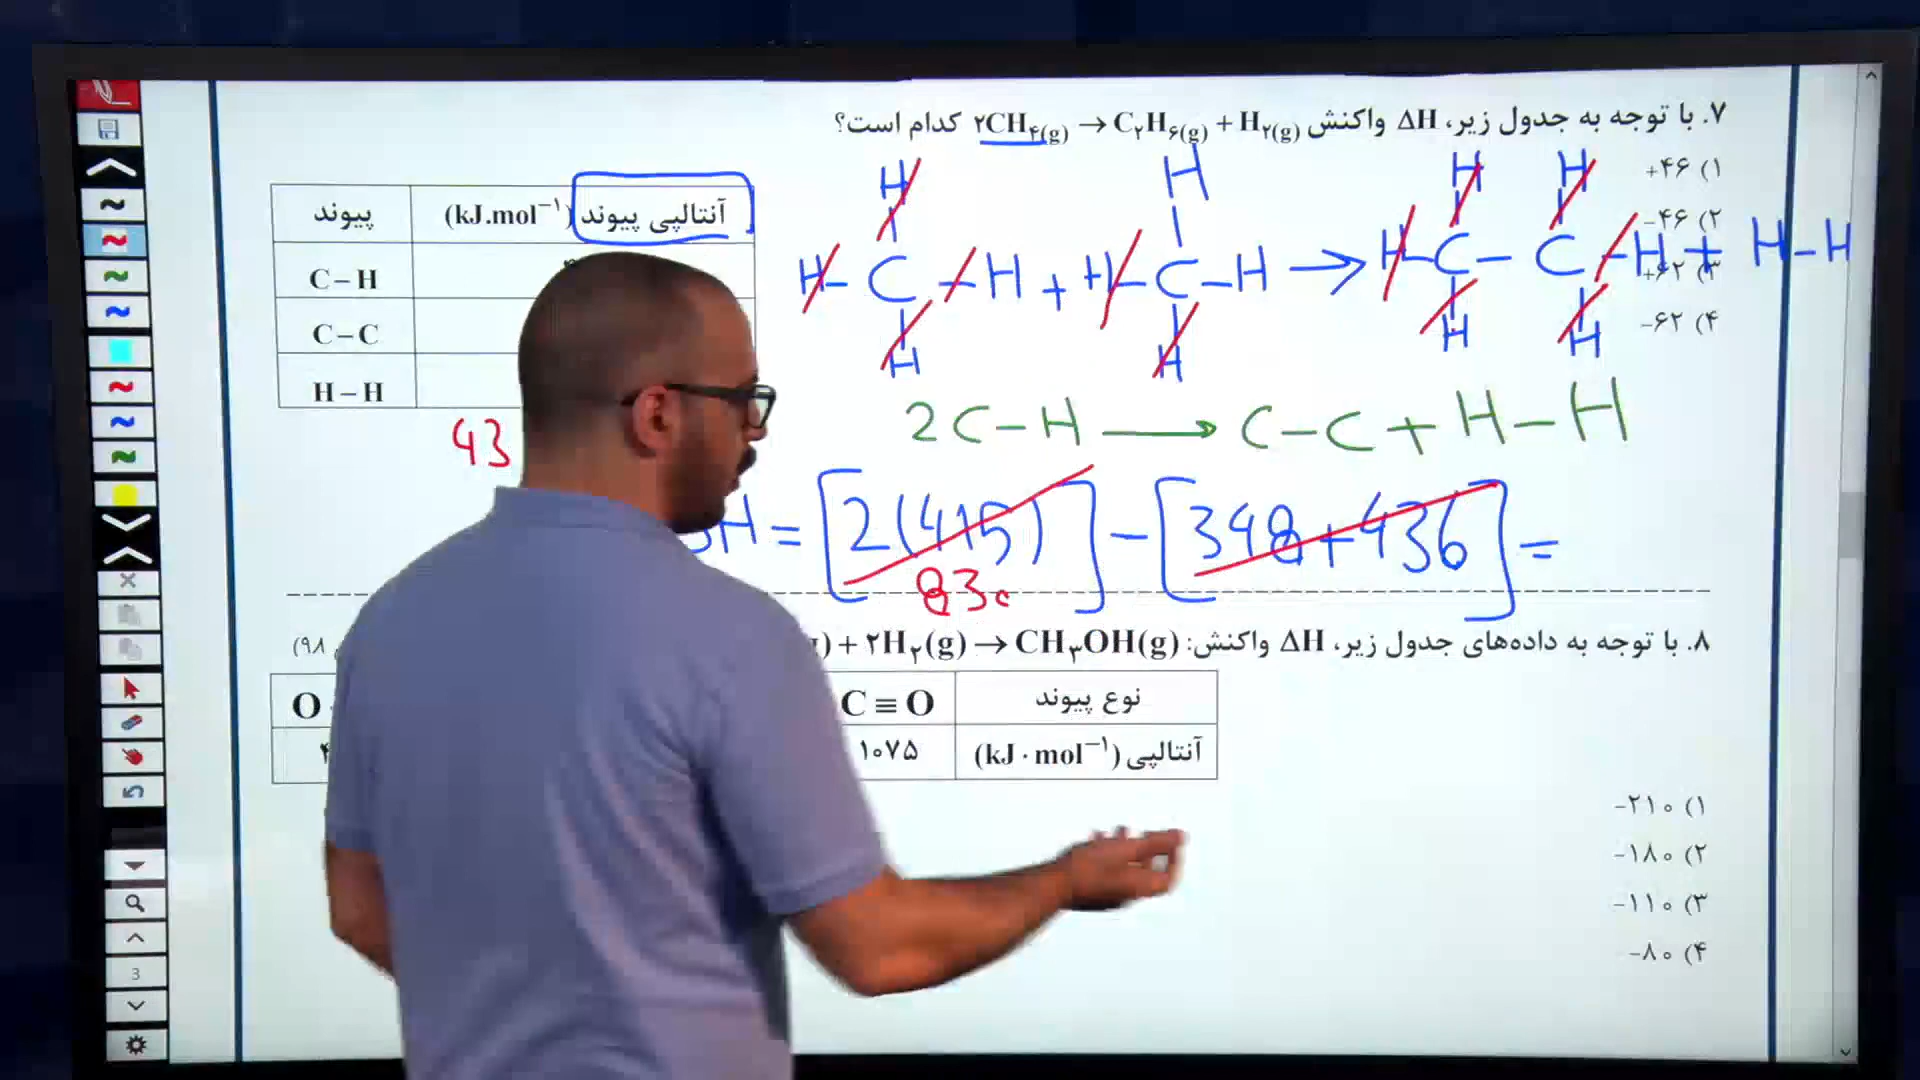 ۷. با توجه به جدول زیر، ΔH واکنش ۲CH۴(g) → C۲H۶(g) + H۲(g) کدام است؟
۱) +۴۶
۲) −۴۶
۳) +۶۲
۴) −۶۲
پیوند آنتالپی پیوند (kJ.mol⁻¹)
C–H
C–C
H–H
H H H H
H–C–H + H–C–H → H–C–C–H + H–H
H H H H
2C–H → C–C + H–H
43
H = [2(415)] − [348+436] =
830
۸. با توجه به داده‌های جدول زیر، ΔH واکنش: + ۲H۲(g) → CH۳OH(g) ۹۸)
نوع پیوند C≡O O
آنتالپی (kJ·mol⁻¹) ۱۰۷۵
۱) −۲۱۰
۲) −۱۸۰
۳) −۱۱۰
۴) −۸۰
3